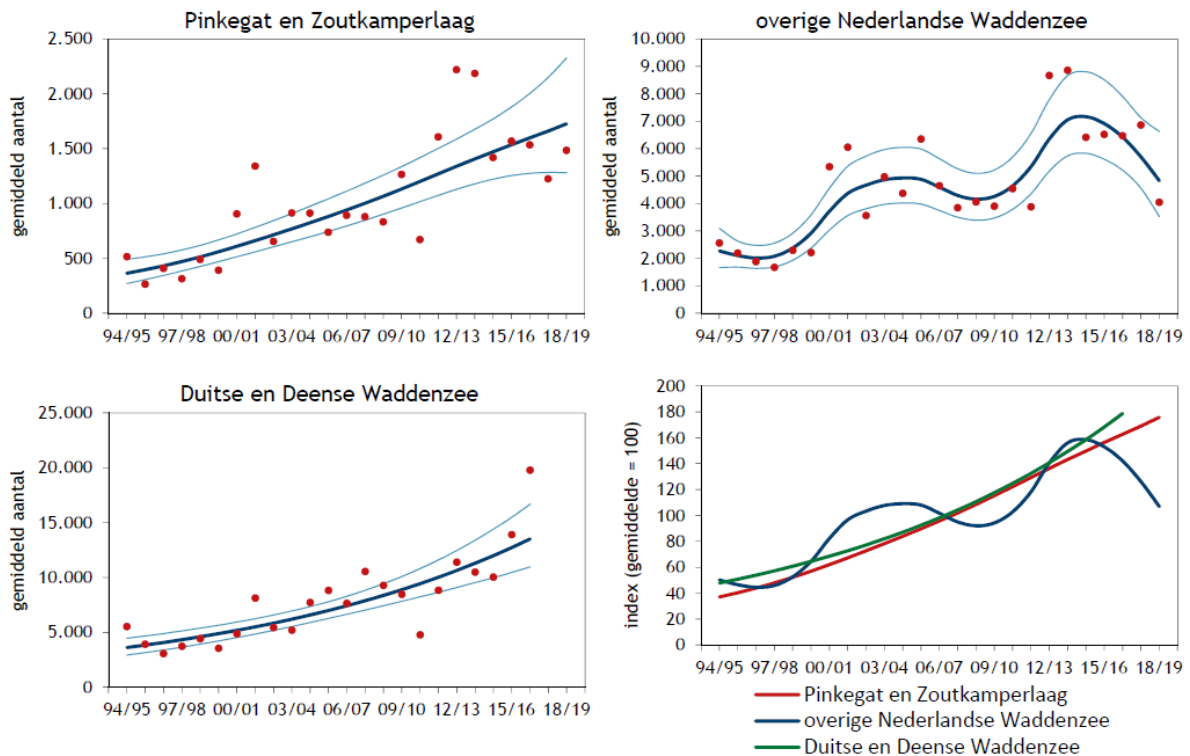 Pinkegat en Zoutkamperlaag
gemiddeld aantal
2.500
2.000
1.500
1.000
500
0
94/95 97/98 00/01 03/04 06/07 09/10 12/13 15/16 18/19
overige Nederlandse Waddenzee
gemiddeld aantal
10.000
9.000
8.000
7.000
6.000
5.000
4.000
3.000
2.000
1.000
0
94/95 97/98 00/01 03/04 06/07 09/10 12/13 15/16 18/19
Duitse en Deense Waddenzee
gemiddeld aantal
25.000
20.000
15.000
10.000
5.000
0
94/95 97/98 00/01 03/04 06/07 09/10 12/13 15/16 18/19
index (gemiddelde = 100)
200
180
160
140
120
100
80
60
40
20
0
94/95 97/98 00/01 03/04 06/07 09/10 12/13 15/16 18/19
Pinkegat en Zoutkamperlaag
overige Nederlandse Waddenzee
Duitse en Deense Waddenzee